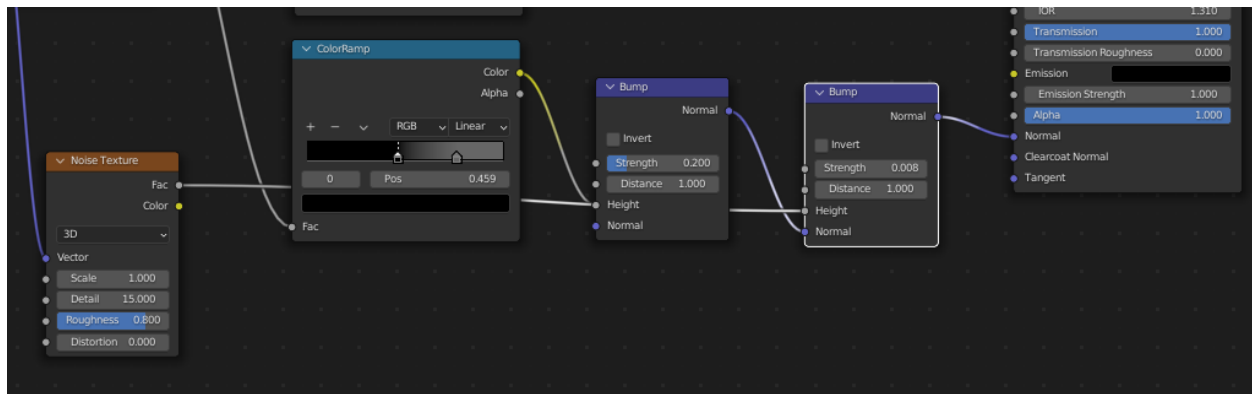 Noise Texture
Fac
Color
3D
Vector
Scale 1.000
Detail 15.000
Roughness 0.800
Distortion 0.000
ColorRamp
Color
Alpha
+ − RGB Linear
0 Pos 0.459
Fac
Bump
Normal
Invert
Strength 0.200
Distance 1.000
Height
Normal
Bump
Normal
Invert
Strength 0.008
Distance 1.000
Height
Normal
IOR 1.310
Transmission 1.000
Transmission Roughness 0.000
Emission
Emission Strength 1.000
Alpha 1.000
Normal
Clearcoat Normal
Tangent